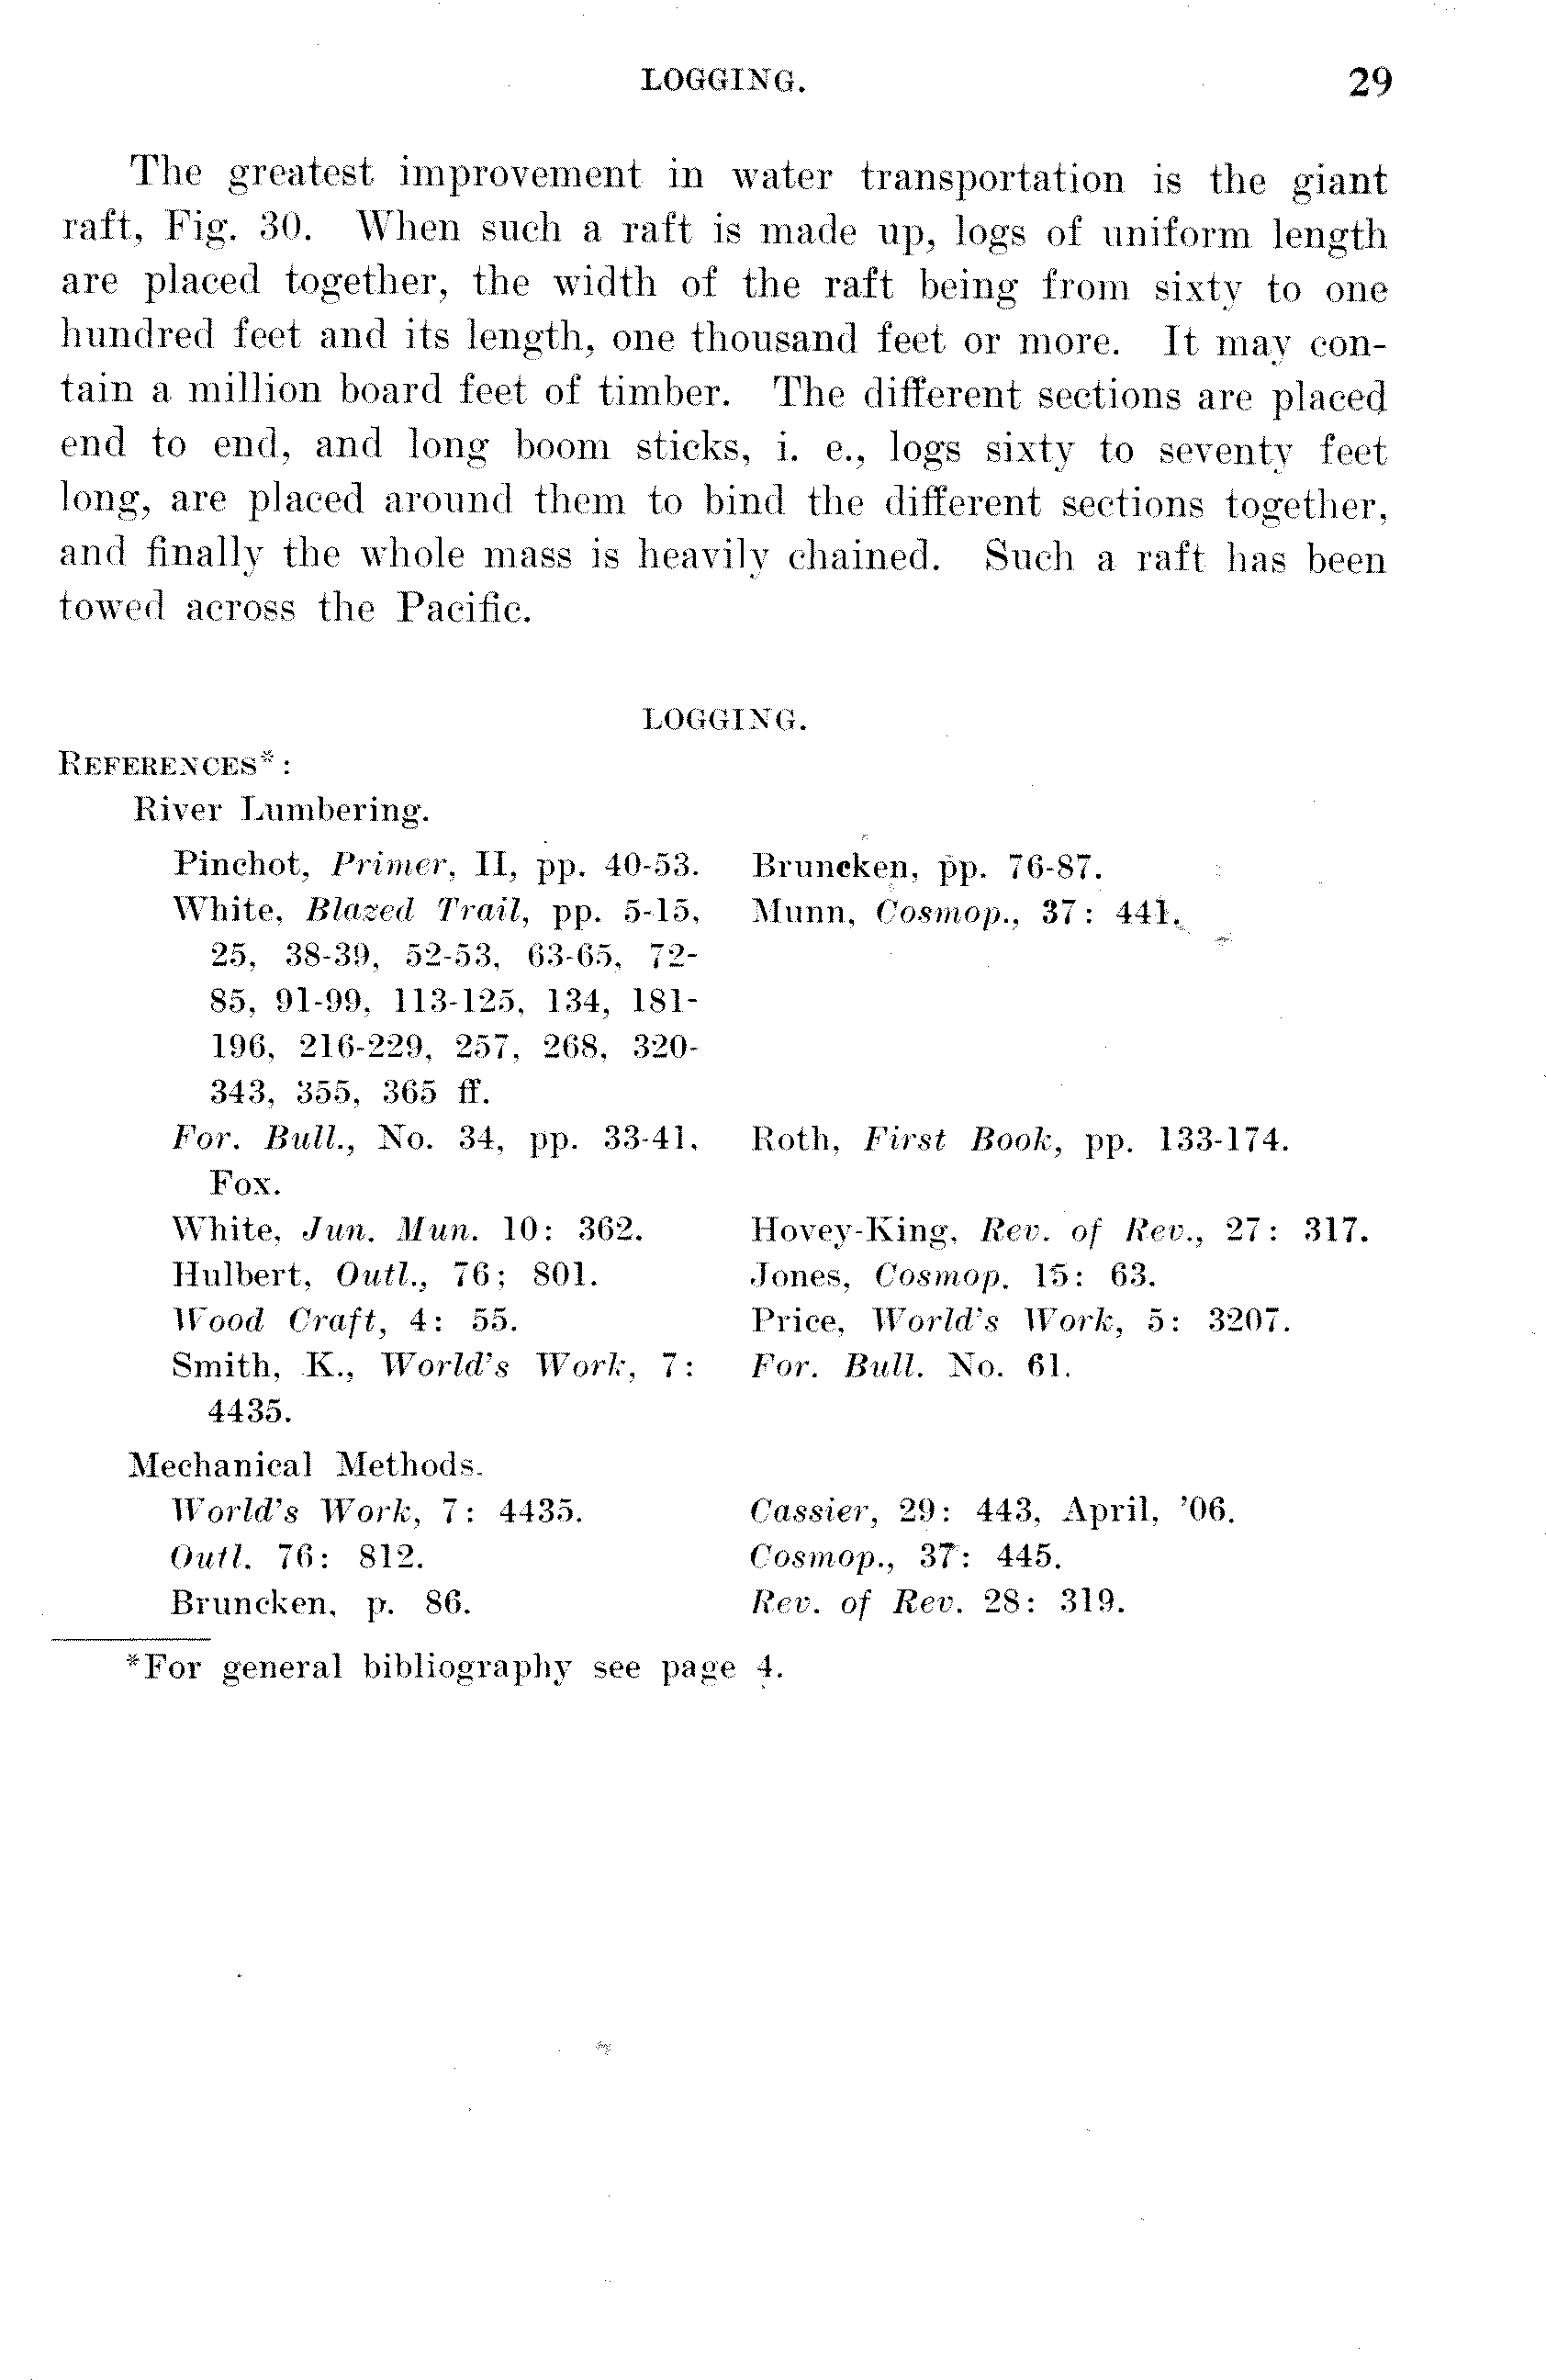 LOGGING. 29
The greatest improvement in water transportation is the giant
raft, Fig. 30. When such a raft is made up, logs of uniform length
are placed together, the width of the raft being from sixty to one
hundred feet and its length, one thousand feet or more. It may con-
tain a million board feet of timber. The different sections are placed
end to end, and long boom sticks, i. e., logs sixty to seventy feet
long, are placed around them to bind the different sections together,
and finally the whole mass is heavily chained. Such a raft has been
towed across the Pacific.
LOGGING.
REFERENCES*:
River Lumbering.
Pinchot, Primer, II, pp. 40-53.
White, Blazed Trail, pp. 5-15,
25, 38-39, 52-53, 63-65, 72-
85, 91-99, 113-125, 134, 181-
196, 216-229, 257, 268, 320-
343, 355, 365 ff.
For. Bull., No. 34, pp. 33-41,
Fox.
White, Jun. Mun. 10: 362.
Hulbert, Outl., 76; 801.
Wood Craft, 4: 55.
Smith, K., World's Work, 7:
4435.
Bruncken, pp. 76-87.
Munn, Cosmop., 37: 441.
Roth, First Book, pp. 133-174.
Hovey-King, Rev. of Rev., 27: 317.
Jones, Cosmop. 15: 63.
Price, World's Work, 5: 3207.
For. Bull. No. 61.
Mechanical Methods.
World's Work, 7: 4435.
Outl. 76: 812.
Bruncken, p. 86.
Cassier, 29: 443, April, '06.
Cosmop., 37: 445.
Rev. of Rev. 28: 319.
*For general bibliography see page 4.